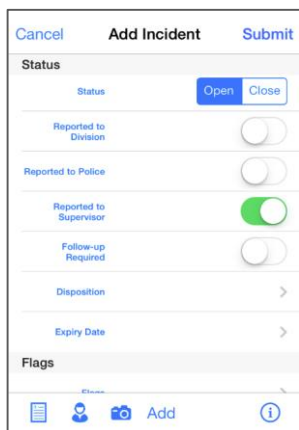 Cancel Add Incident Submit
Status
Status Open Close
Reported to
Division
Reported to Police
Reported to
Supervisor
Follow-up
Required
Disposition
Expiry Date
Flags
Flags
Add